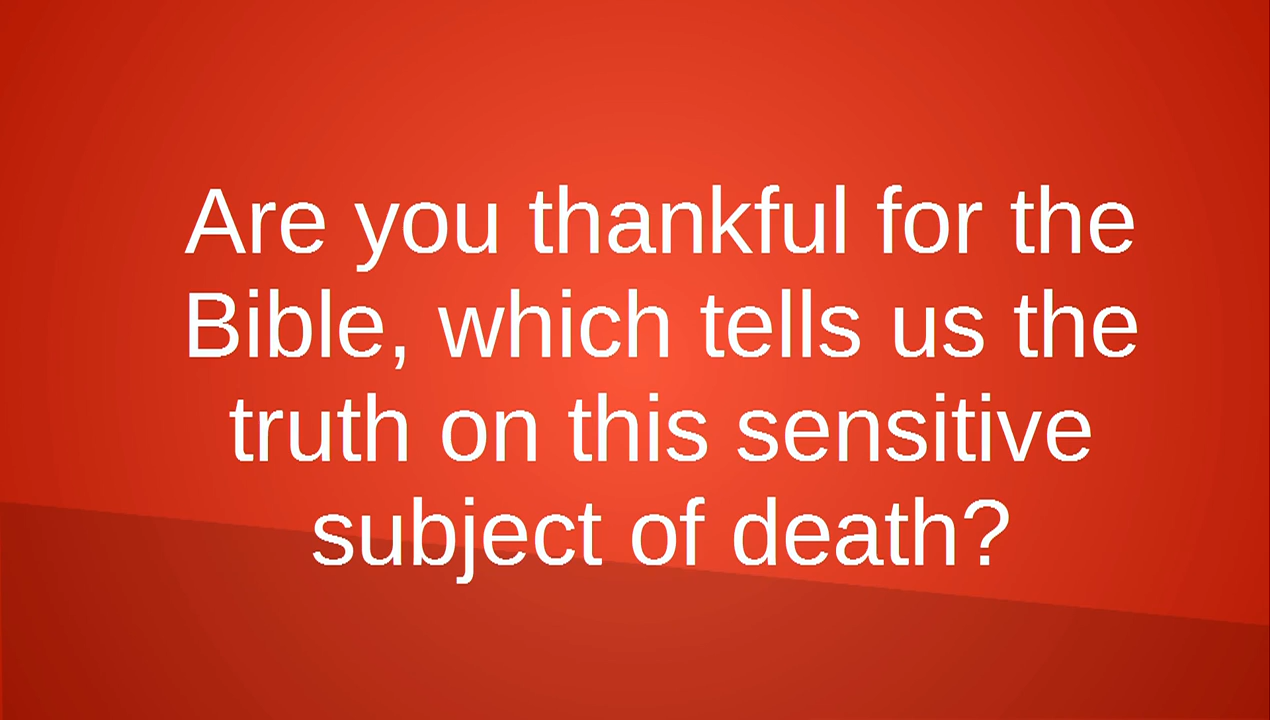 Are you thankful for the
Bible, which tells us the
truth on this sensitive
subject of death?